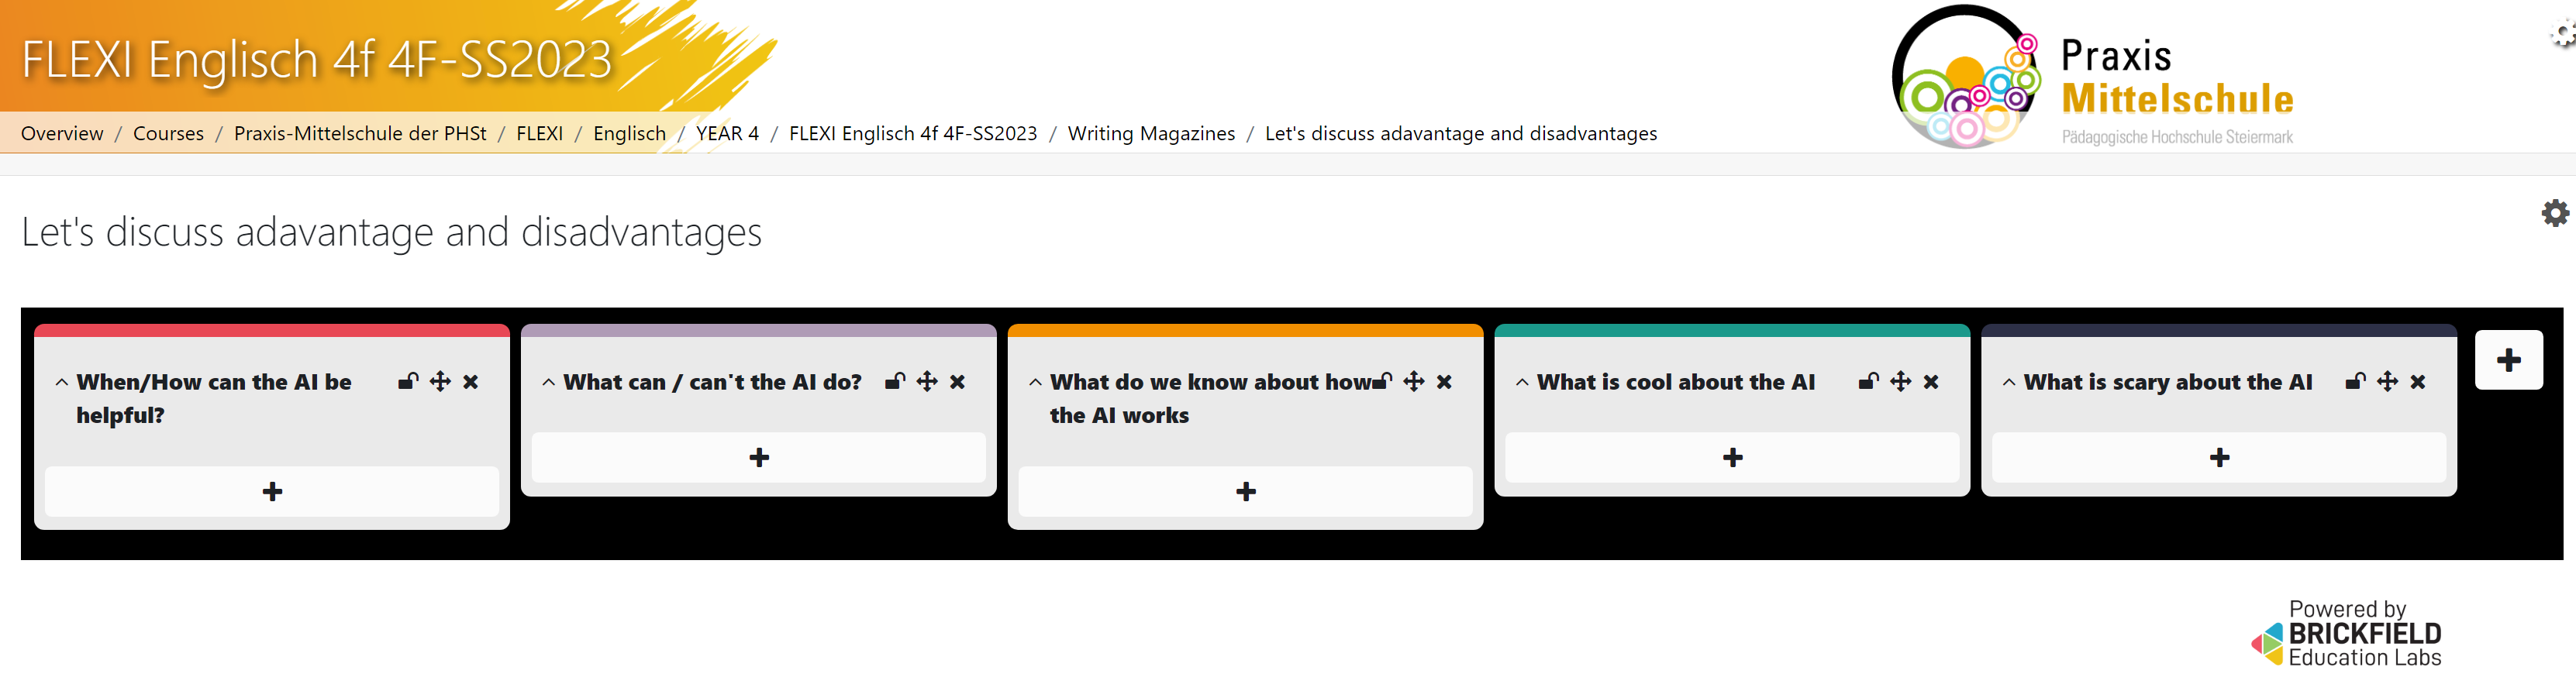 FLEXI Englisch 4f 4F-SS2023
Praxis
Mittelschule
Pädagogische Hochschule Steiermark
Overview / Courses / Praxis-Mittelschule der PHSt / FLEXI / Englisch / YEAR 4 / FLEXI Englisch 4f 4F-SS2023 / Writing Magazines / Let's discuss adavantage and disadvantages
Let's discuss adavantage and disadvantages
When/How can the AI be
helpful?
What can / can't the AI do?
What do we know about how
the AI works
What is cool about the AI
What is scary about the AI
Powered by
BRICKFIELD
Education Labs